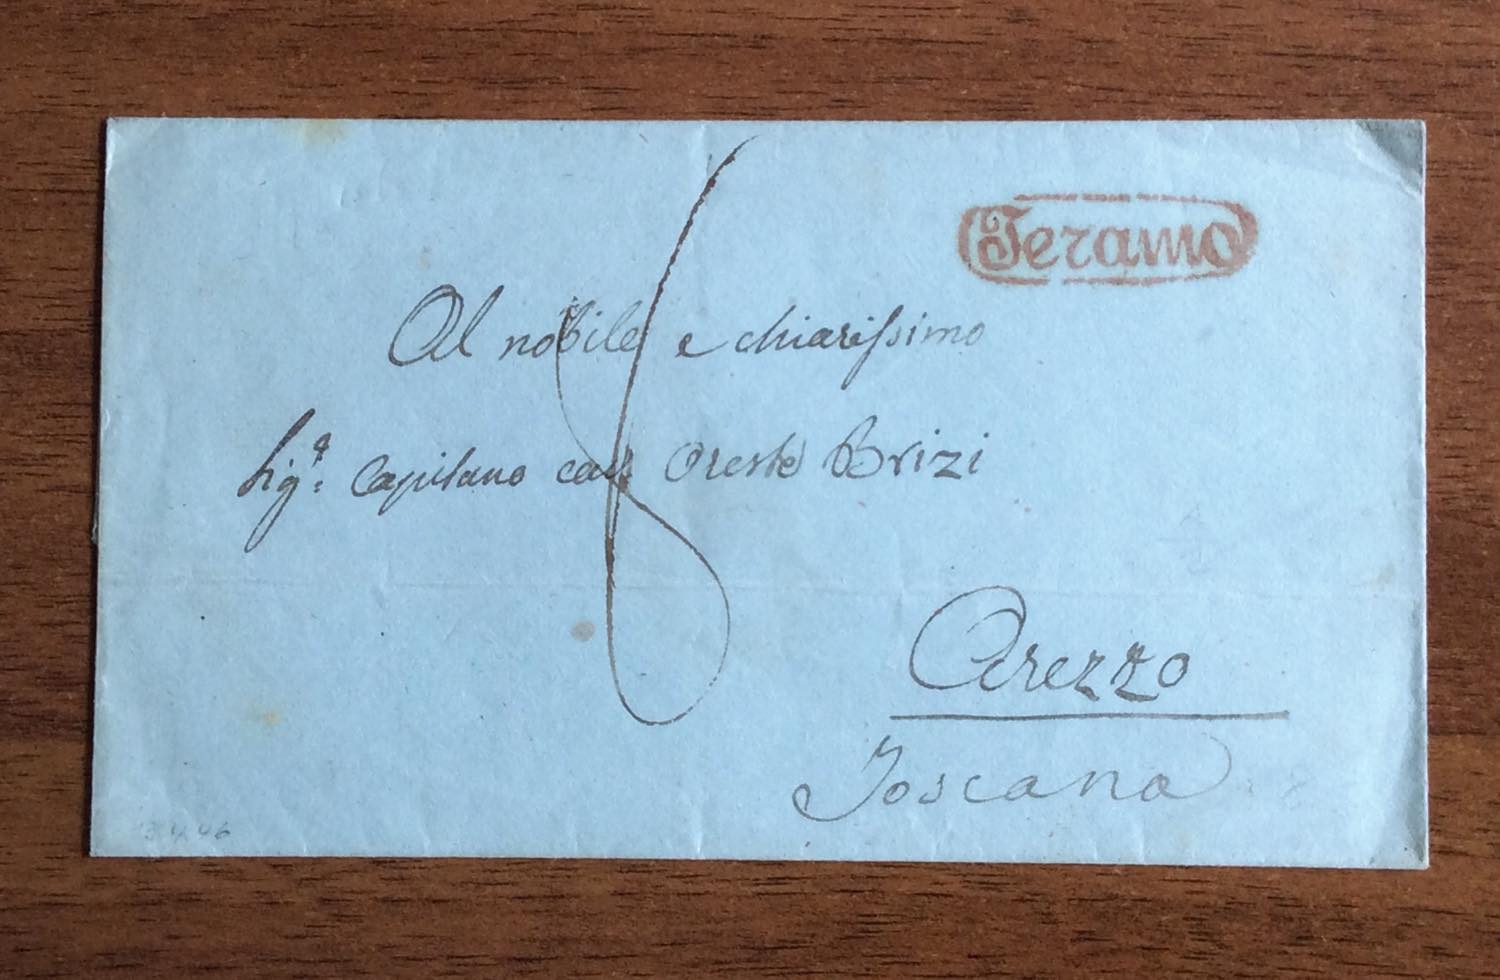 Teramo
Al nobile e chiarissimo
Sig.r Capitano cav. Oreste Brizi
Arezzo
Toscana